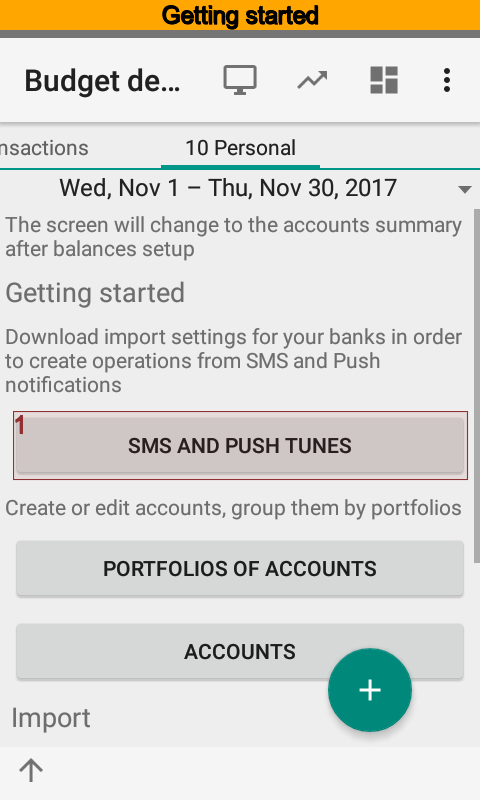 Getting started
Budget de...
nsactions
10 Personal
Wed, Nov 1 – Thu, Nov 30, 2017
The screen will change to the accounts summary
after balances setup
Getting started
Download import settings for your banks in order
to create operations from SMS and Push
notifications
1
SMS AND PUSH TUNES
Create or edit accounts, group them by portfolios
PORTFOLIOS OF ACCOUNTS
ACCOUNTS
Import